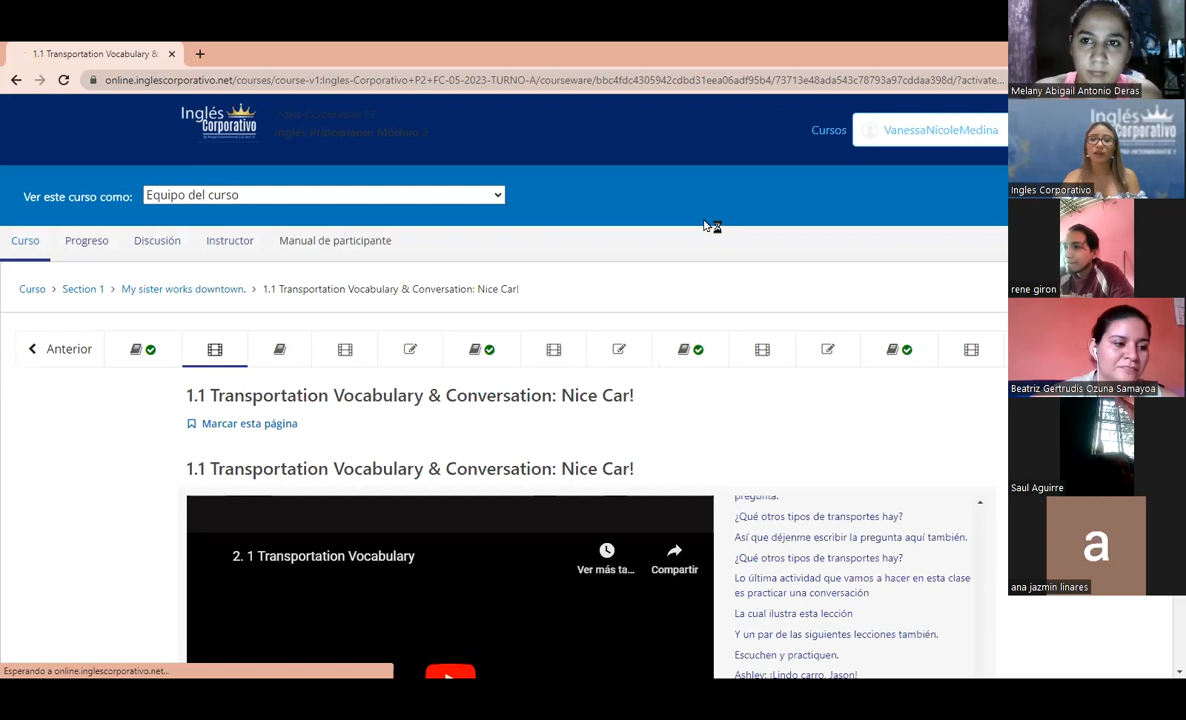 1.1 Transportation Vocabulary &
online.inglescorporativo.net/courses/course-v1:Ingles-Corporativo+P2+FC-05-2023-TURNO-A/courseware/bbc4fdc4305942cdbd31eea06adf95b4/73713e48ada543c78793a97cddaa398d/?activate...
Inglés Corporativo
Ingles Corporativo P2
Inglés Principiante Módulo 2
Cursos
VanessaNicoleMedina
Ver este curso como:
Equipo del curso
Curso
Progreso
Discusión
Instructor
Manual de participante
Curso > Section 1 > My sister works downtown. > 1.1 Transportation Vocabulary & Conversation: Nice Car!
Anterior
1.1 Transportation Vocabulary & Conversation: Nice Car!
Marcar esta página
1.1 Transportation Vocabulary & Conversation: Nice Car!
2. 1 Transportation Vocabulary
Ver más ta...
Compartir
pregunta.
¿Qué otros tipos de transportes hay?
Así que déjenme escribir la pregunta aquí también.
¿Qué otros tipos de transportes hay?
Lo última actividad que vamos a hacer en esta clase
es practicar una conversación
La cual ilustra esta lección
Y un par de las siguientes lecciones también.
Escuchen y practiquen.
Ashley: ¡Lindo carro, Jason!
Esperando a online.inglescorporativo.net...
Melany Abigail Antonio Deras
Ingles Corporativo
rene giron
Beatriz Gertrudis Ozuna Samayoa
Saul Aguirre
a
ana jazmin linares